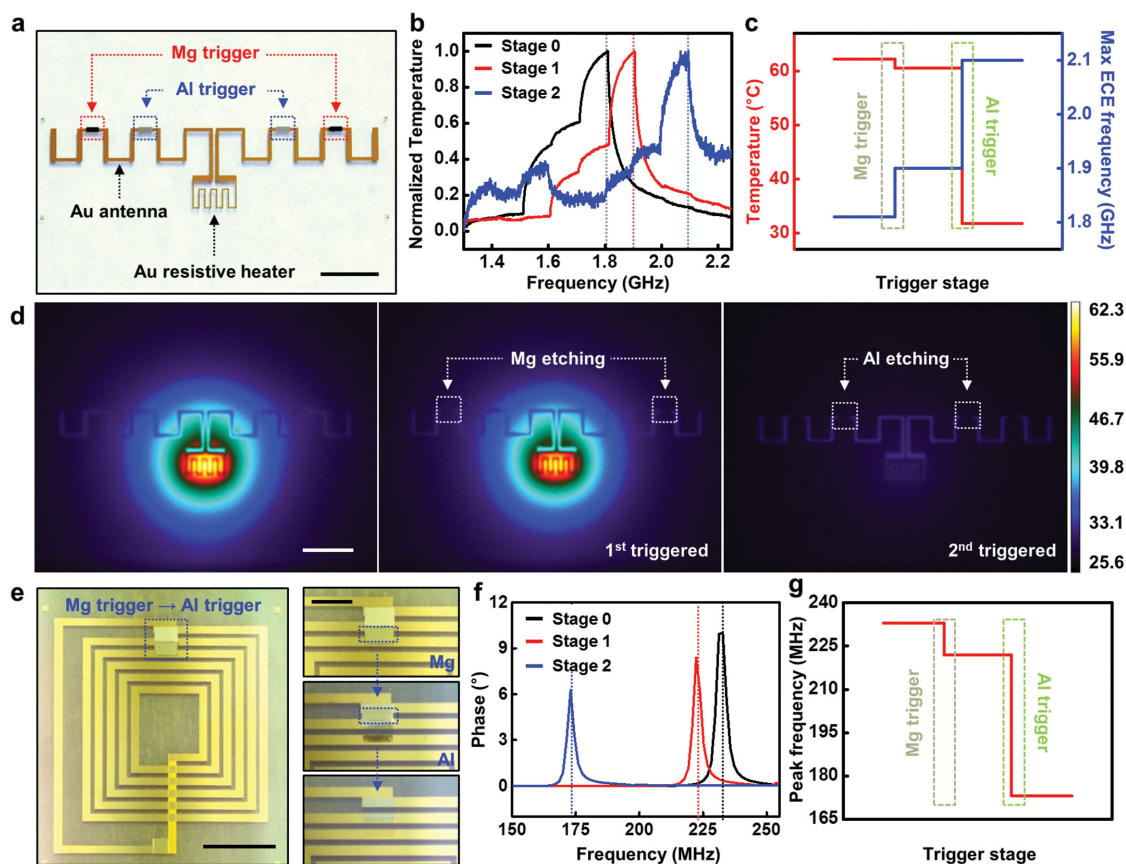 a
Mg trigger
Al trigger
Au antenna
Au resistive heater
b
Normalized Temperature
1.0
0.8
0.6
0.4
0.2
0.0
Stage 0
Stage 1
Stage 2
1.4 1.6 1.8 2.0 2.2
Frequency (GHz)
c
Temperature (°C)
60
50
40
30
Mg trigger
Al trigger
2.1
2.0
1.9
1.8
Max ECE frequency (GHz)
Trigger stage
d
Mg etching
1st triggered
Al etching
2nd triggered
62.3
55.9
46.7
39.8
33.1
25.6
e
Mg trigger → Al trigger
Mg
Al
f
Phase (°)
12
9
6
3
0
Stage 0
Stage 1
Stage 2
150 175 200 225 250
Frequency (MHz)
g
Peak frequency (MHz)
240
225
210
195
180
165
Mg trigger
Al trigger
Trigger stage